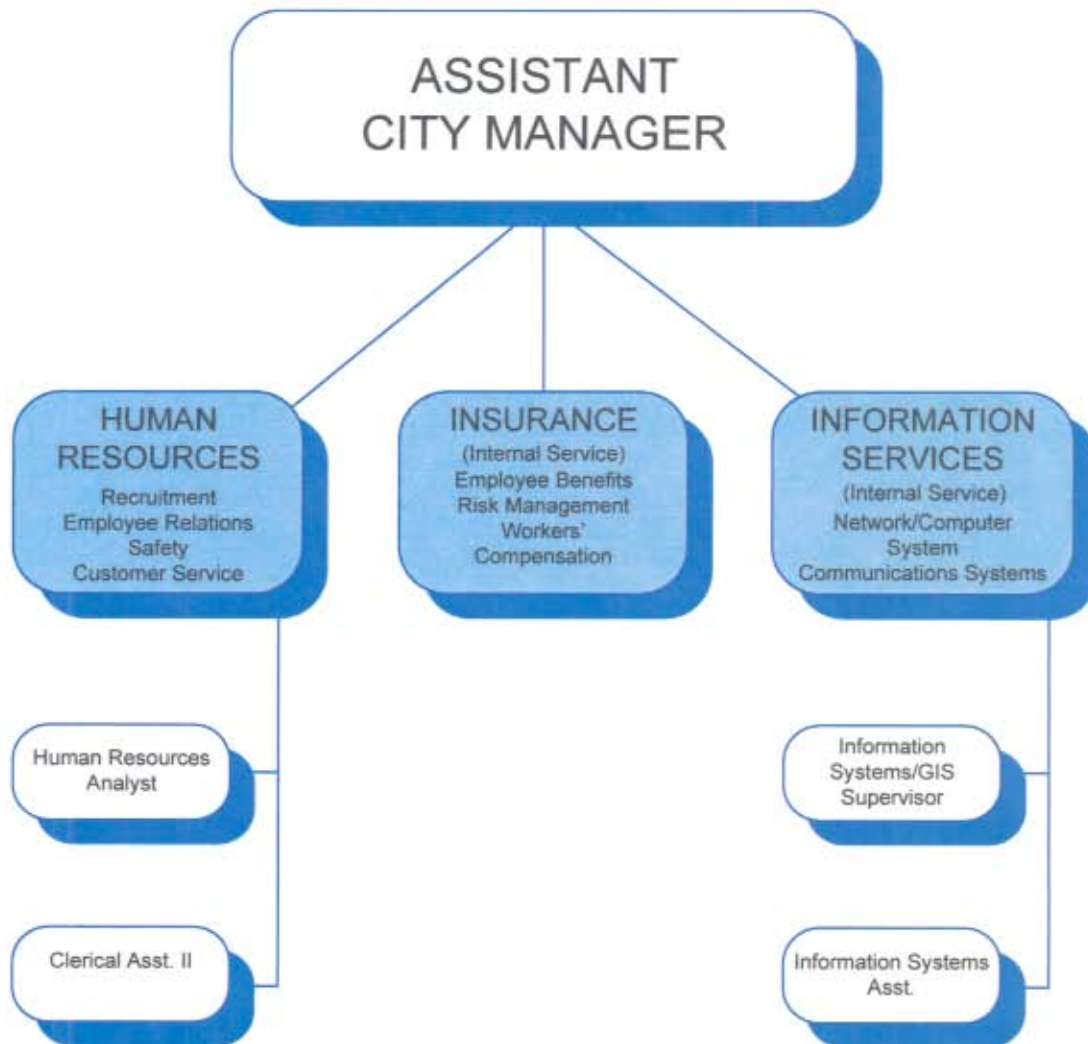 ASSISTANT
CITY MANAGER
HUMAN
RESOURCES
Recruitment
Employee Relations
Safety
Customer Service
INSURANCE
(Internal Service)
Employee Benefits
Risk Management
Workers'
Compensation
INFORMATION
SERVICES
(Internal Service)
Network/Computer
System
Communications Systems
Human Resources
Analyst
Clerical Asst. II
Information
Systems/GIS
Supervisor
Information Systems
Asst.